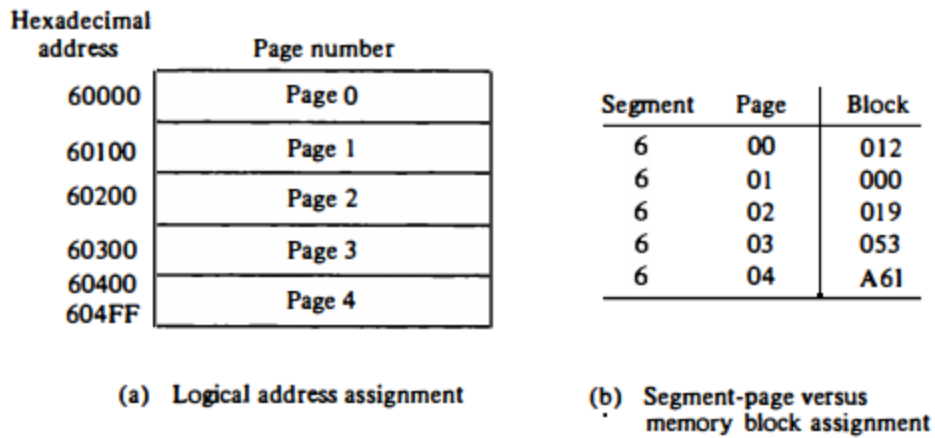 Hexadecimal
address Page number
60000 Page 0
60100 Page 1
60200 Page 2
60300 Page 3
60400
604FF Page 4
(a) Logical address assignment
Segment Page Block
6 00 012
6 01 000
6 02 019
6 03 053
6 04 A61
(b) Segment-page versus
memory block assignment